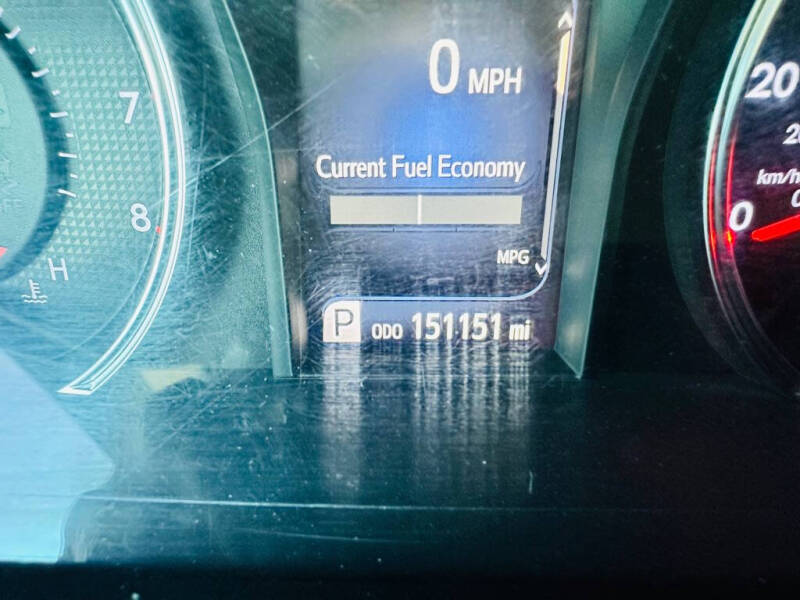 0 MPH
Current Fuel Economy
MPG
P ODO 151151 mi
7
8
H
20
km/h
0